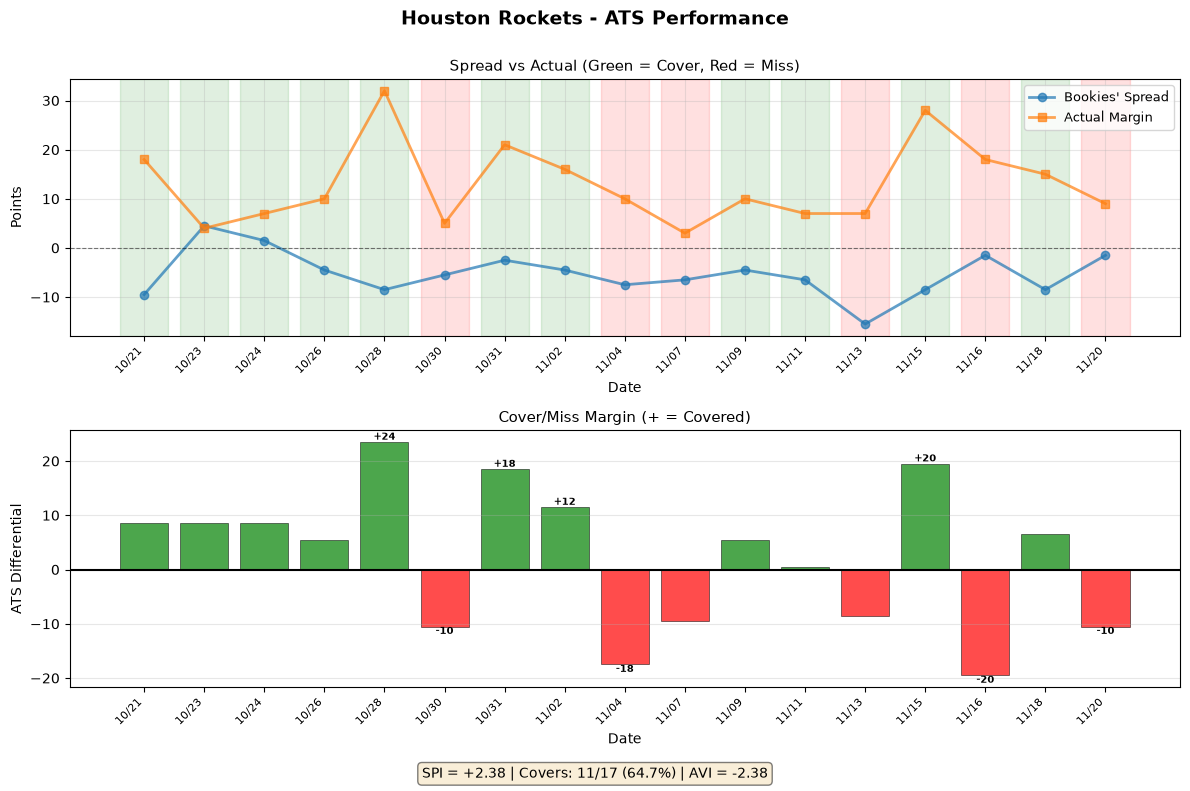 Houston Rockets - ATS Performance
Spread vs Actual (Green = Cover, Red = Miss)
Bookies' Spread
Actual Margin
Points
30
20
10
0
−10
10/21 10/23 10/24 10/26 10/28 10/30 10/31 11/02 11/04 11/07 11/09 11/11 11/13 11/15 11/16 11/18 11/20
Date
Cover/Miss Margin (+ = Covered)
ATS Differential
20
10
0
−10
−20
+24
+18
+12
+20
-10
-18
-20
-10
10/21 10/23 10/24 10/26 10/28 10/30 10/31 11/02 11/04 11/07 11/09 11/11 11/13 11/15 11/16 11/18 11/20
Date
SPI = +2.38 | Covers: 11/17 (64.7%) | AVI = -2.38